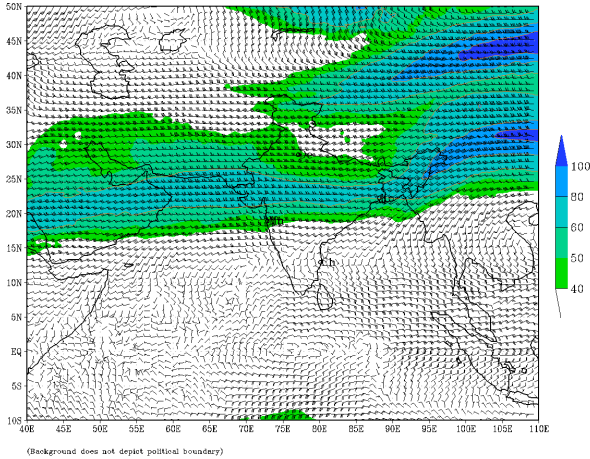 50N
45N
40N
35N
30N
25N
20N
15N
10N
5N
EQ
5S
10S
40E 45E 50E 55E 60E 65E 70E 75E 80E 85E 90E 95E 100E 105E 110E
100
80
60
50
40
(Background does not depict political boundary)